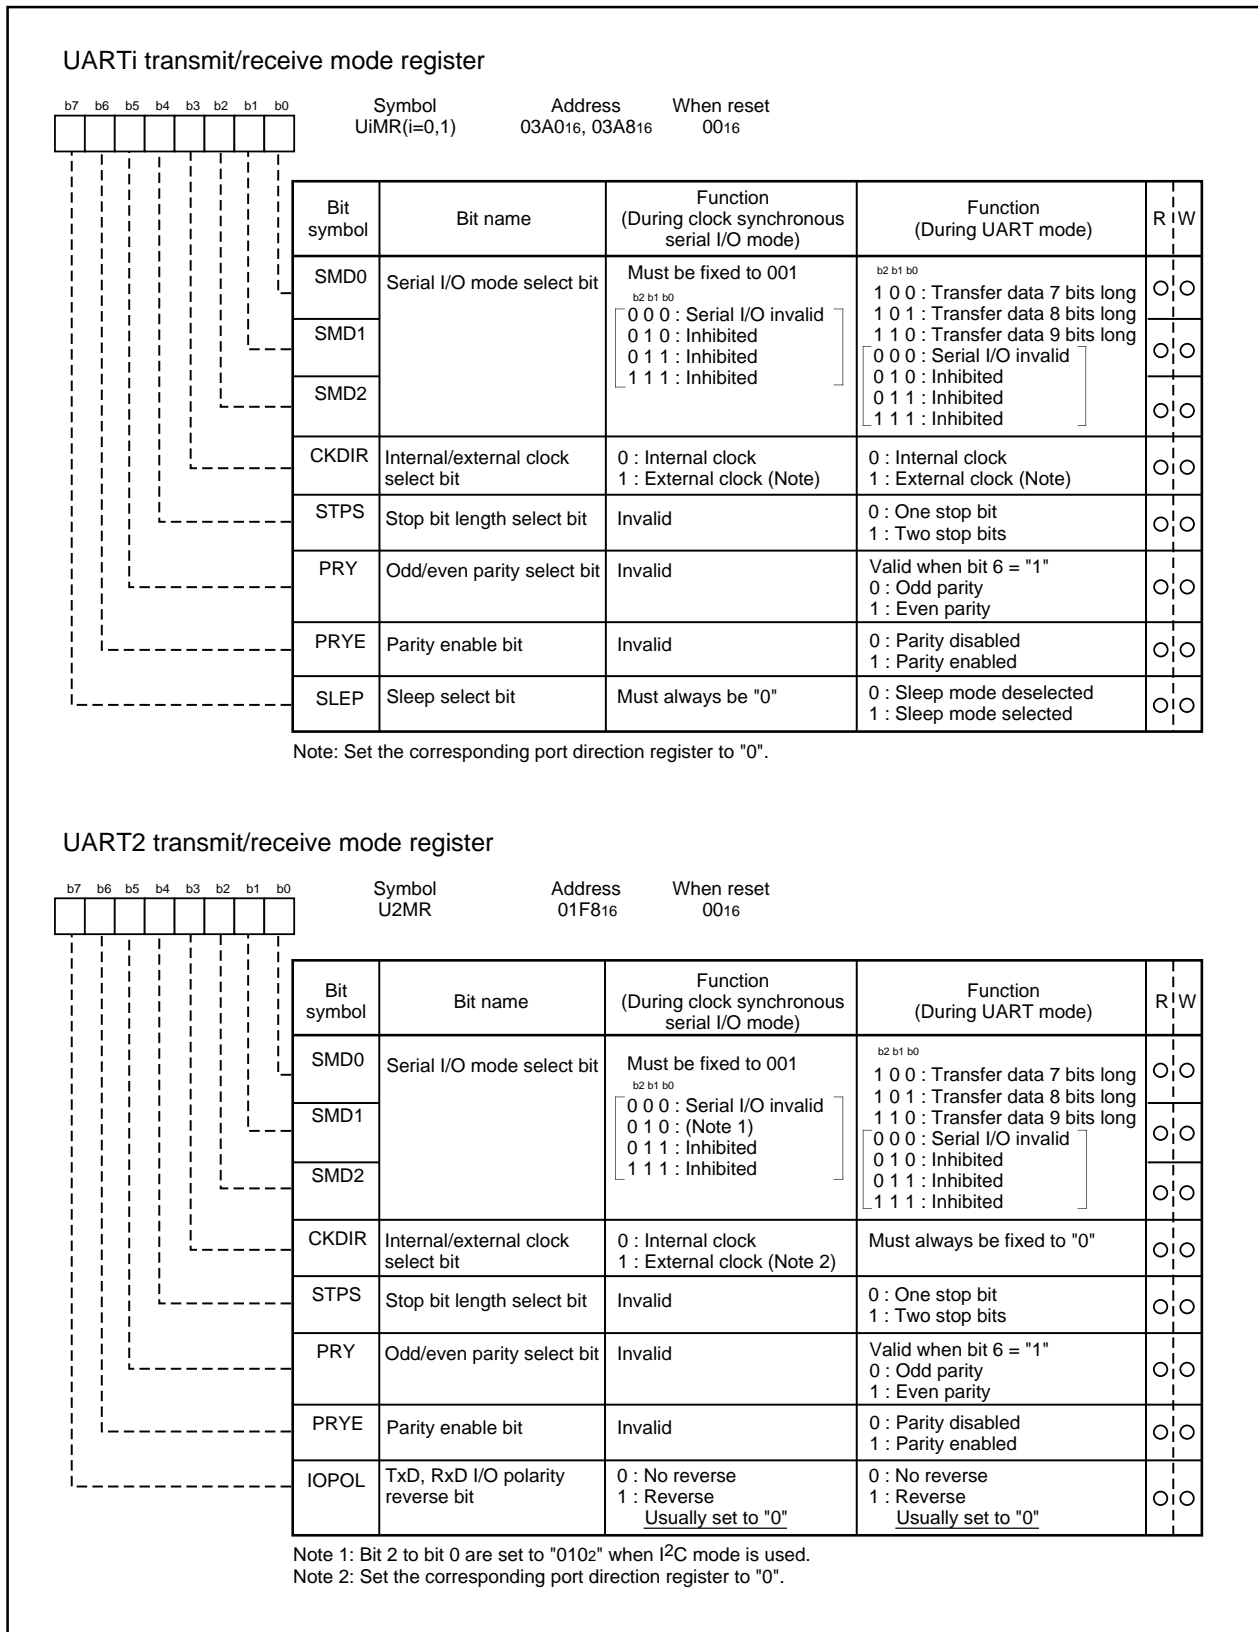 UARTi transmit/receive mode register
b7 b6 b5 b4 b3 b2 b1 b0
Symbol Address When reset
UiMR(i=0,1) 03A016, 03A816 0016
Bit symbol Bit name Function (During clock synchronous serial I/O mode) Function (During UART mode) R W
SMD0 Serial I/O mode select bit
SMD1
SMD2
Must be fixed to 001
b2 b1 b0
0 0 0 : Serial I/O invalid
0 1 0 : Inhibited
0 1 1 : Inhibited
1 1 1 : Inhibited
b2 b1 b0
1 0 0 : Transfer data 7 bits long
1 0 1 : Transfer data 8 bits long
1 1 0 : Transfer data 9 bits long
0 0 0 : Serial I/O invalid
0 1 0 : Inhibited
0 1 1 : Inhibited
1 1 1 : Inhibited
CKDIR Internal/external clock select bit
0 : Internal clock
1 : External clock (Note)
0 : Internal clock
1 : External clock (Note)
STPS Stop bit length select bit Invalid
0 : One stop bit
1 : Two stop bits
PRY Odd/even parity select bit Invalid
Valid when bit 6 = "1"
0 : Odd parity
1 : Even parity
PRYE Parity enable bit Invalid
0 : Parity disabled
1 : Parity enabled
SLEP Sleep select bit Must always be "0"
0 : Sleep mode deselected
1 : Sleep mode selected
Note: Set the corresponding port direction register to "0".
UART2 transmit/receive mode register
b7 b6 b5 b4 b3 b2 b1 b0
Symbol Address When reset
U2MR 01F816 0016
Bit symbol Bit name Function (During clock synchronous serial I/O mode) Function (During UART mode) R W
SMD0 Serial I/O mode select bit
SMD1
SMD2
Must be fixed to 001
b2 b1 b0
0 0 0 : Serial I/O invalid
0 1 0 : (Note 1)
0 1 1 : Inhibited
1 1 1 : Inhibited
b2 b1 b0
1 0 0 : Transfer data 7 bits long
1 0 1 : Transfer data 8 bits long
1 1 0 : Transfer data 9 bits long
0 0 0 : Serial I/O invalid
0 1 0 : Inhibited
0 1 1 : Inhibited
1 1 1 : Inhibited
CKDIR Internal/external clock select bit
0 : Internal clock
1 : External clock (Note 2)
Must always be fixed to "0"
STPS Stop bit length select bit Invalid
0 : One stop bit
1 : Two stop bits
PRY Odd/even parity select bit Invalid
Valid when bit 6 = "1"
0 : Odd parity
1 : Even parity
PRYE Parity enable bit Invalid
0 : Parity disabled
1 : Parity enabled
IOPOL TxD, RxD I/O polarity reverse bit
0 : No reverse
1 : Reverse
Usually set to "0"
0 : No reverse
1 : Reverse
Usually set to "0"
Note 1: Bit 2 to bit 0 are set to "0102" when I2C mode is used.
Note 2: Set the corresponding port direction register to "0".